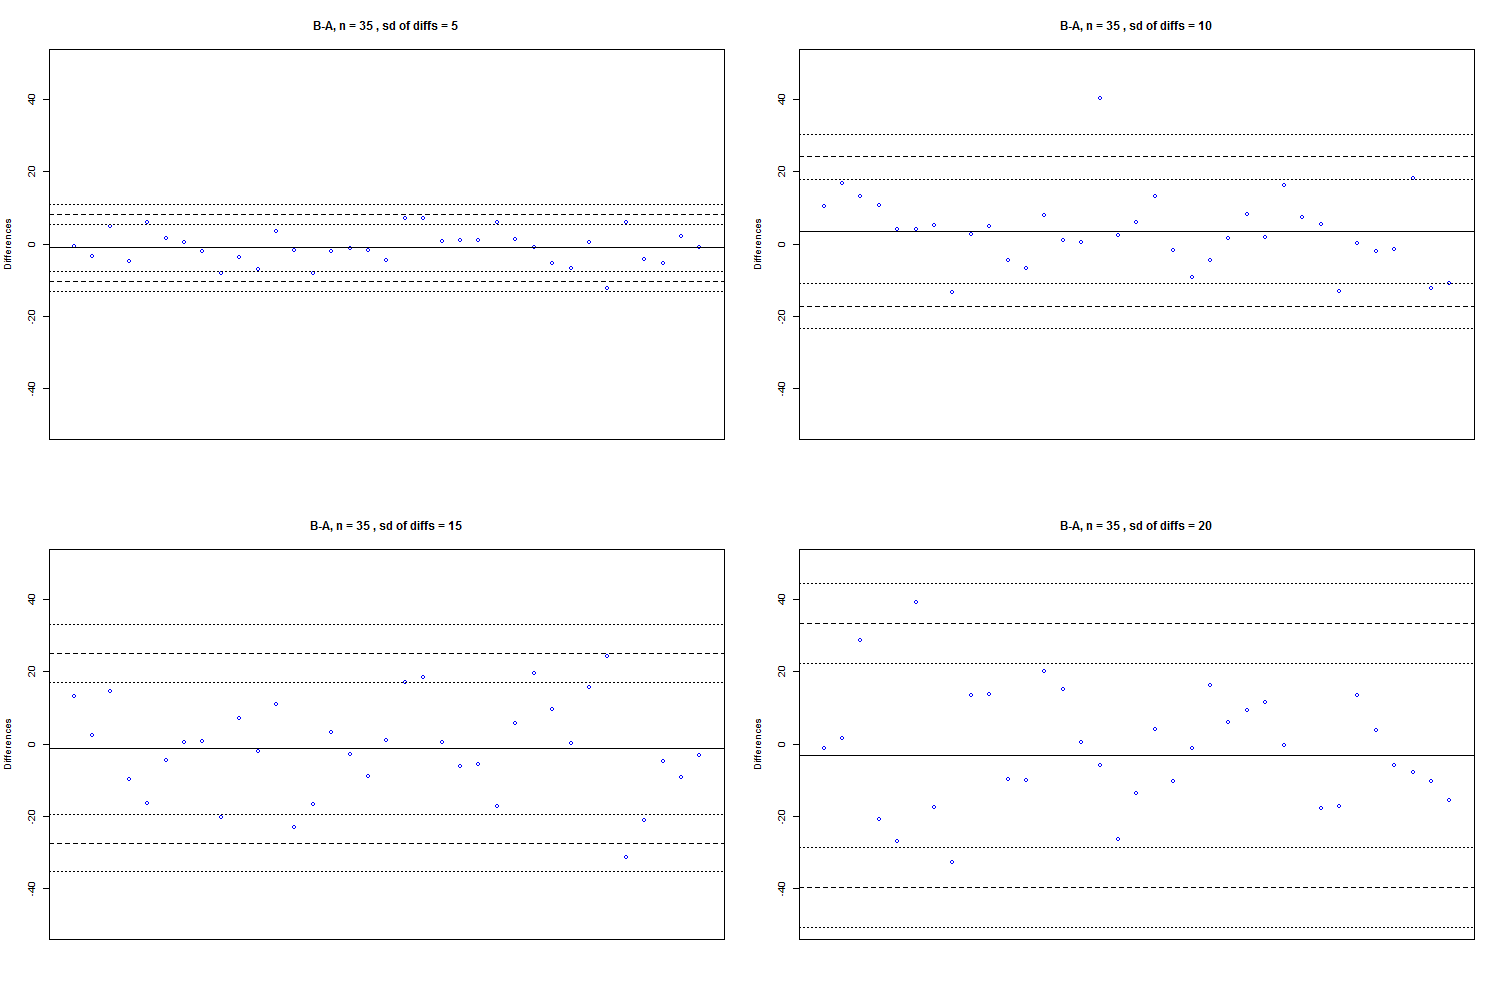 B-A, n = 35 , sd of diffs = 5
40
20
0
-20
-40
Differences
B-A, n = 35 , sd of diffs = 10
40
20
0
-20
-40
Differences
B-A, n = 35 , sd of diffs = 15
40
20
0
-20
-40
Differences
B-A, n = 35 , sd of diffs = 20
40
20
0
-20
-40
Differences